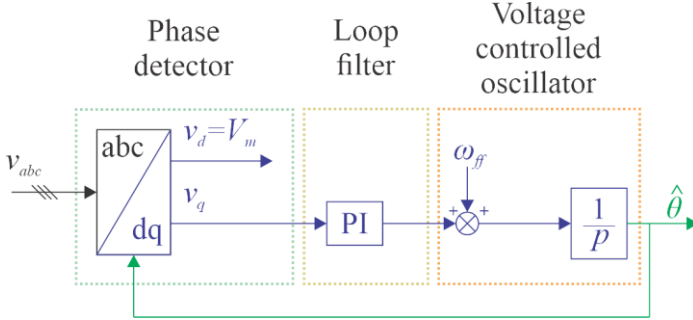 Phase
detector
Loop
filter
Voltage
controlled
oscillator
v_abc
abc
dq
v_d=V_m
v_q
PI
ω_ff
+
+
1
p
θ̂